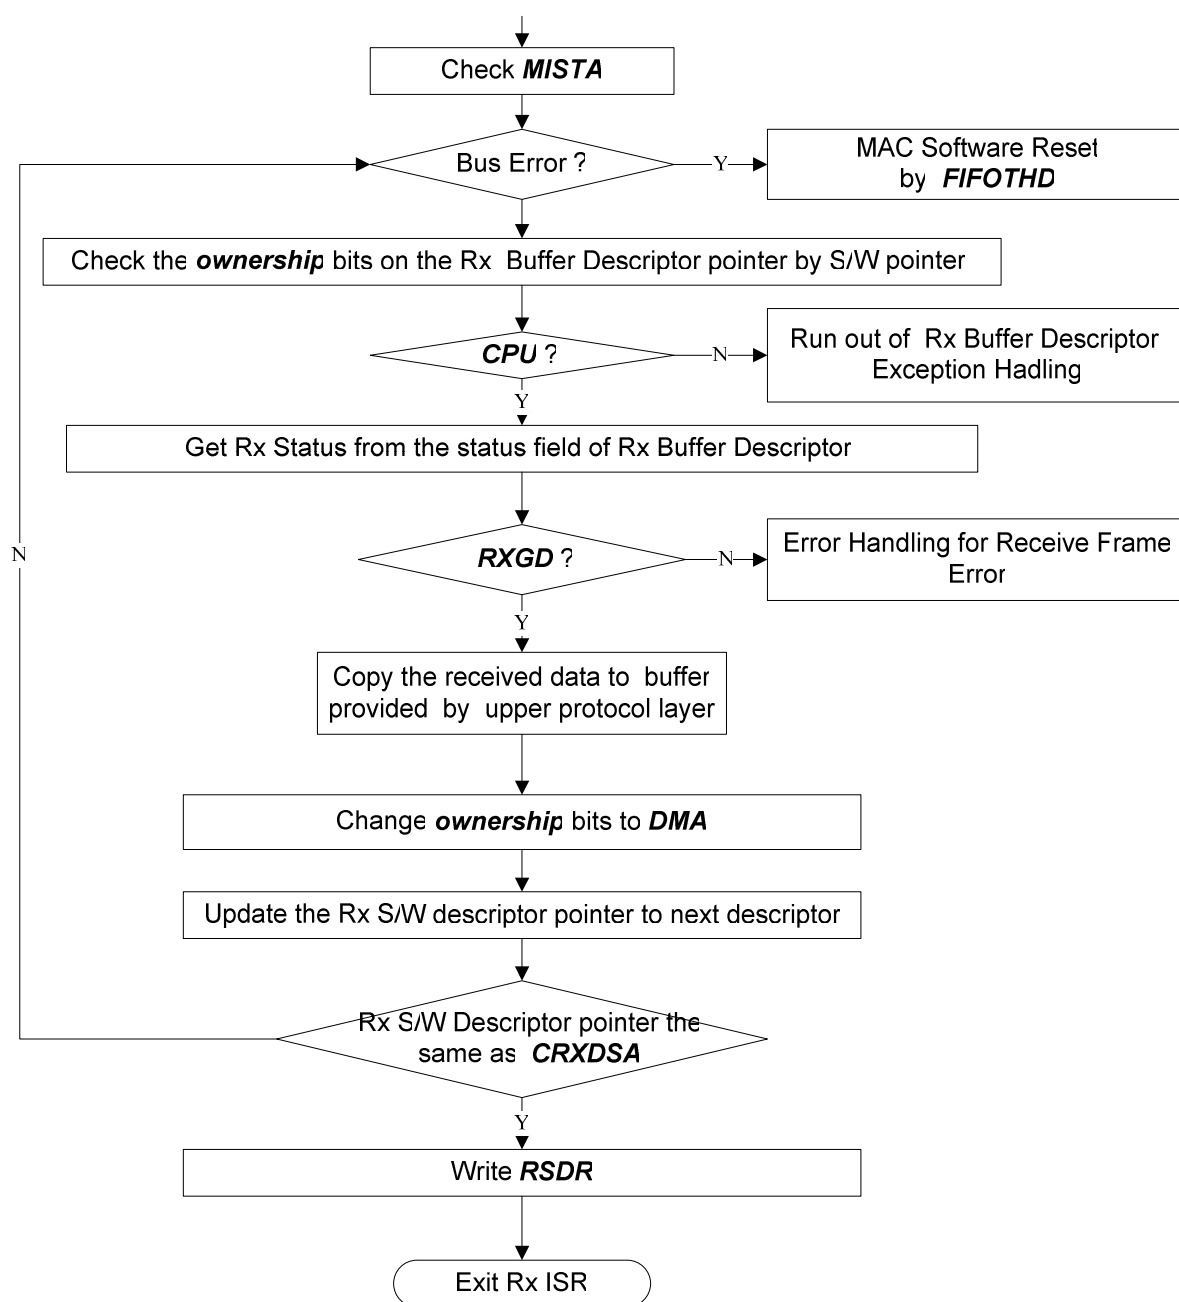 Check MISTA
Bus Error ?
Y
MAC Software Reset
by FIFOTHD
Check the ownership bits on the Rx Buffer Descriptor pointer by S/W pointer
CPU ?
N
Run out of Rx Buffer Descriptor
Exception Hadling
Y
Get Rx Status from the status field of Rx Buffer Descriptor
N
RXGD ?
N
Error Handling for Receive Frame
Error
Y
Copy the received data to buffer
provided by upper protocol layer
Change ownership bits to DMA
Update the Rx S/W descriptor pointer to next descriptor
Rx S/W Descriptor pointer the
same as CRXDSA
Y
Write RSDR
Exit Rx ISR